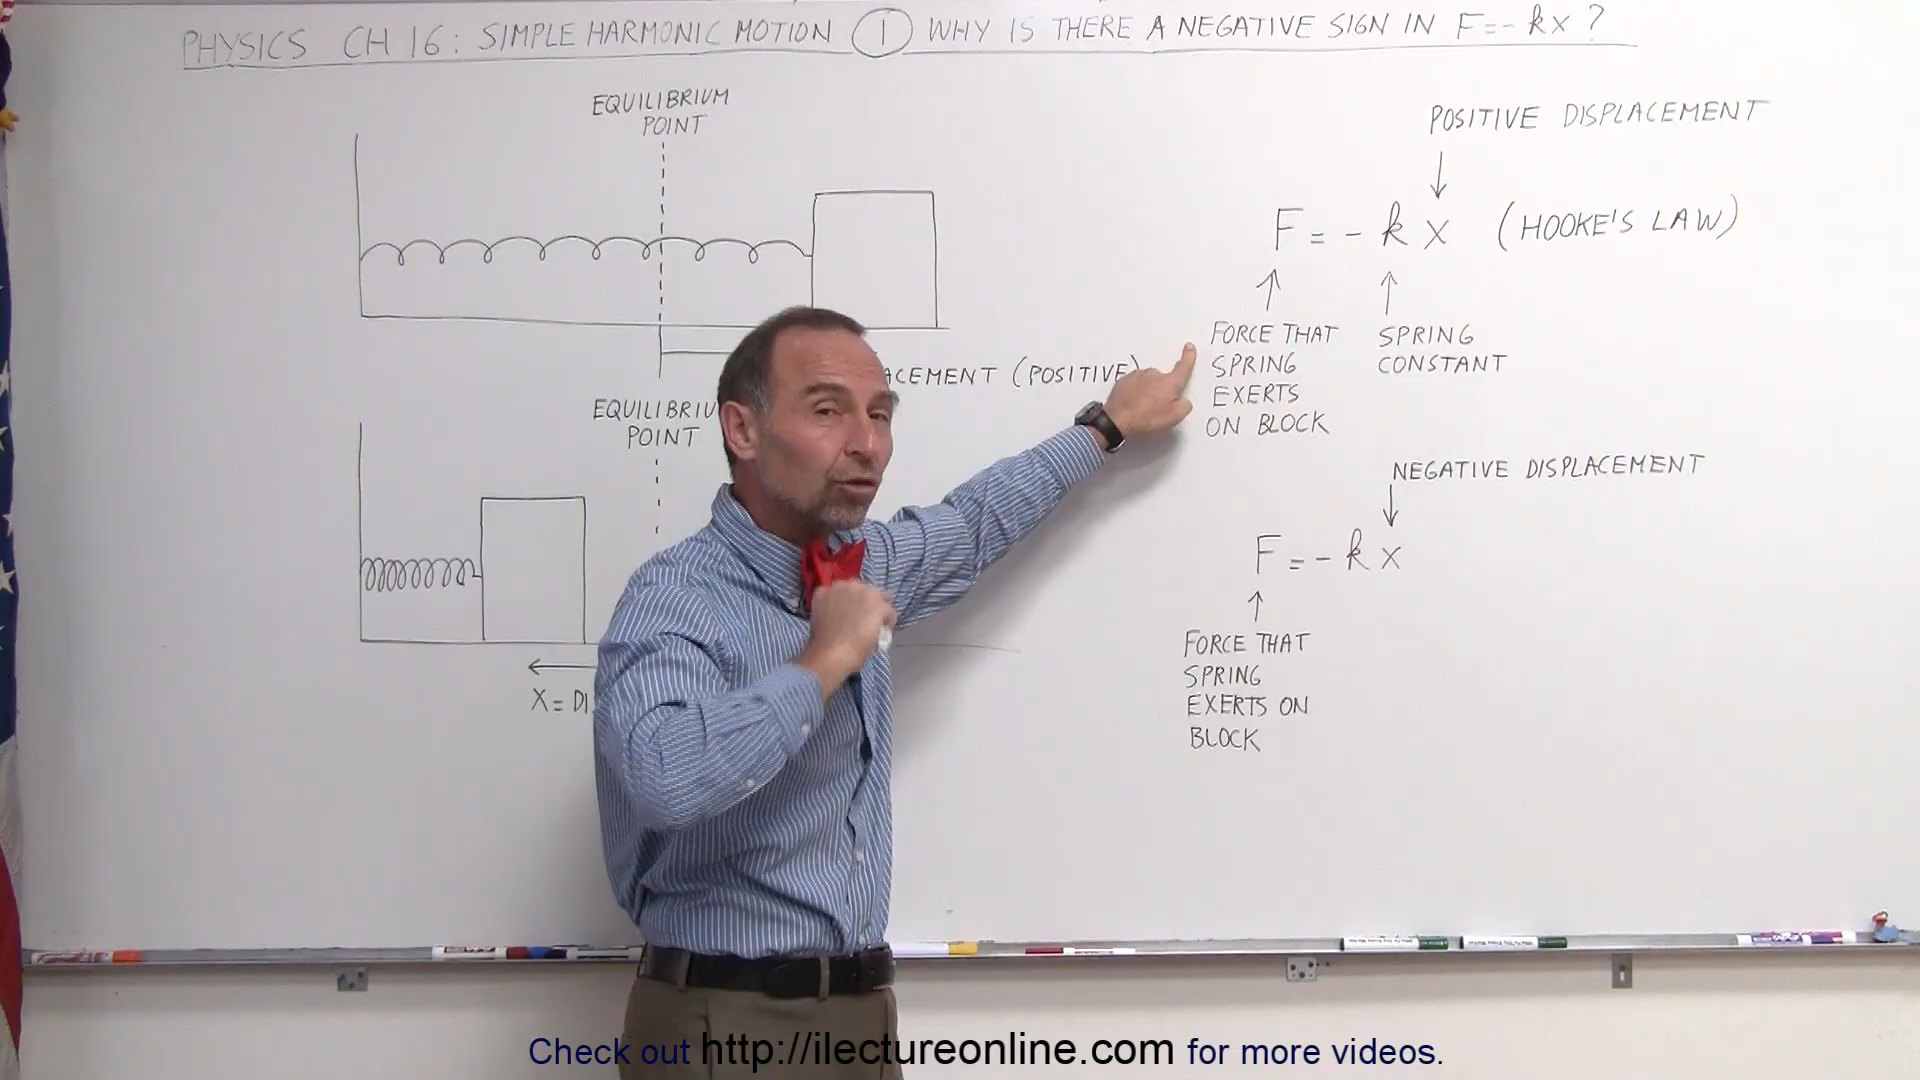 PHYSICS CH 16: SIMPLE HARMONIC MOTION 1 WHY IS THERE A NEGATIVE SIGN IN F=-kx?
EQUILIBRIUM
POINT
ACEMENT (POSITIVE)
EQUILIBRIU
POINT
X= DI
POSITIVE DISPLACEMENT
F = - k x (HOOKE'S LAW)
FORCE THAT
SPRING
EXERTS
ON BLOCK
SPRING
CONSTANT
NEGATIVE DISPLACEMENT
F = - k x
FORCE THAT
SPRING
EXERTS ON
BLOCK
Check out http://ilectureonline.com for more videos.